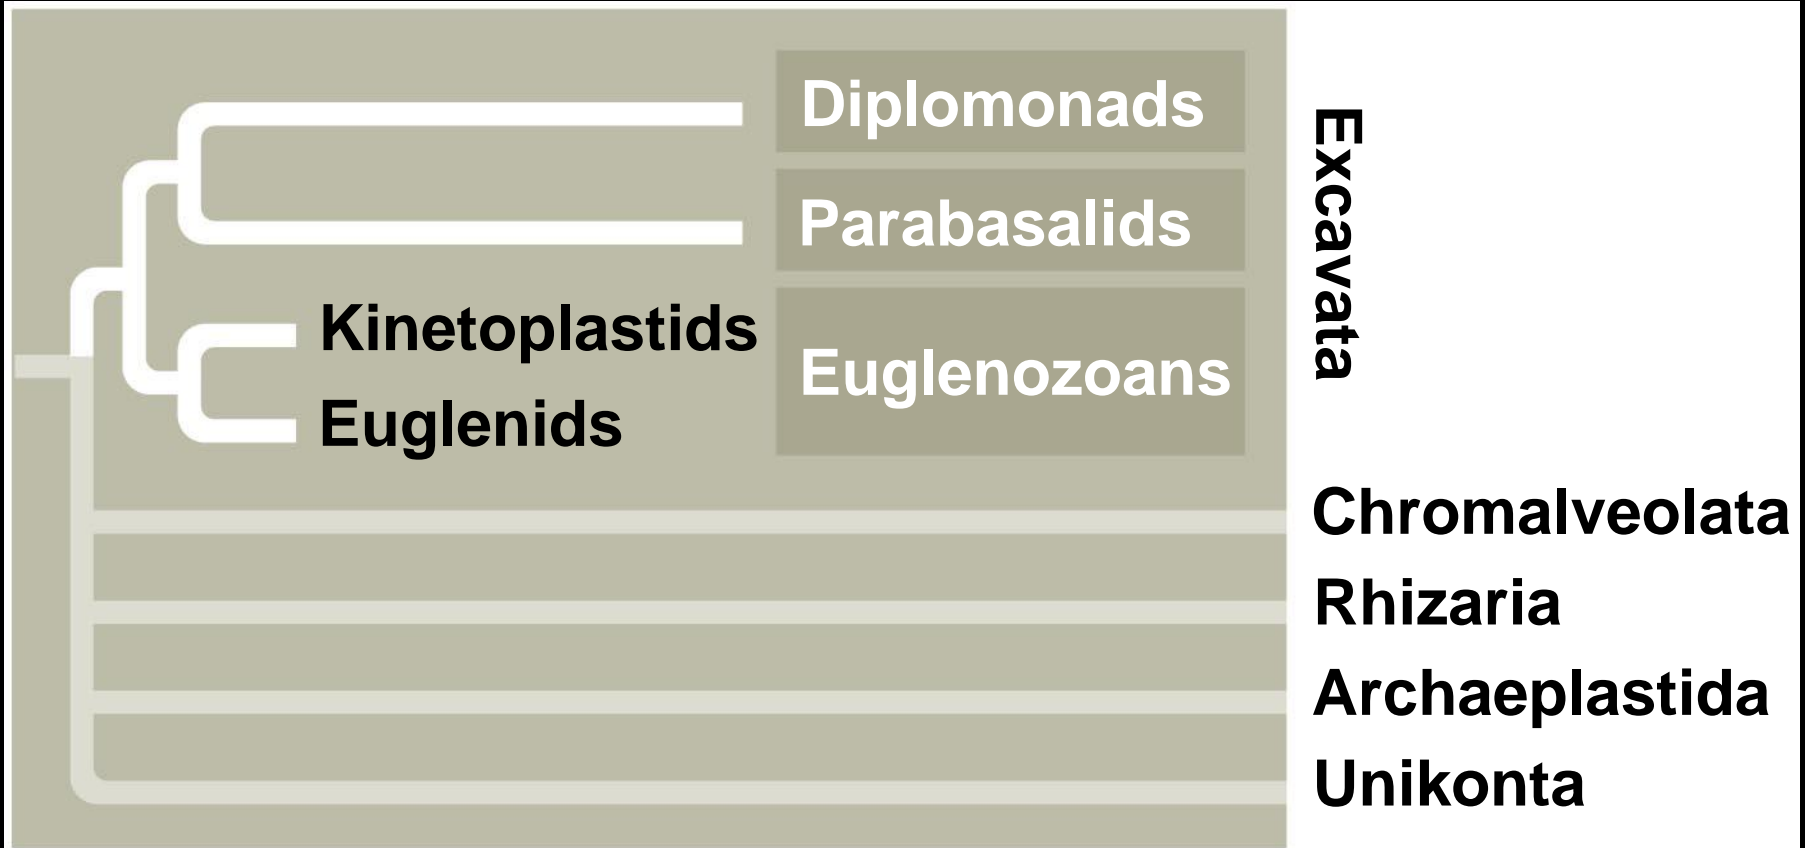 Diplomonads
Parabasalids
Kinetoplastids
Euglenozoans
Euglenids
Excavata
Chromalveolata
Rhizaria
Archaeplastida
Unikonta